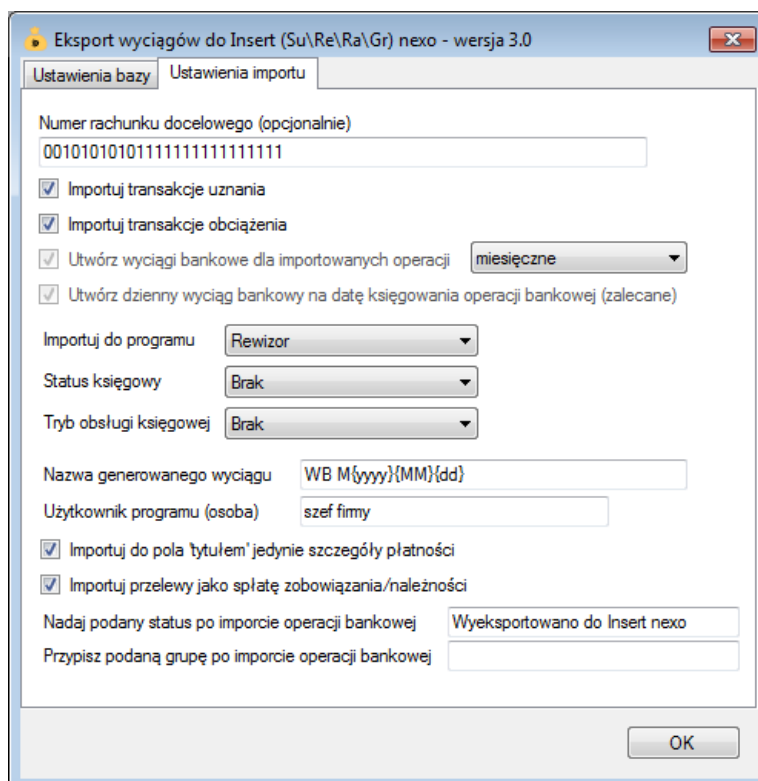 Eksport wyciągów do Insert (Su\Re\Ra\Gr) nexo - wersja 3.0
Ustawienia bazy Ustawienia importu
Numer rachunku docelowego (opcjonalnie)
00101010101111111111111111
Importuj transakcje uznania
Importuj transakcje obciążenia
Utwórz wyciągi bankowe dla importowanych operacji miesięczne
Utwórz dzienny wyciąg bankowy na datę księgowania operacji bankowej (zalecane)
Importuj do programu Rewizor
Status księgowy Brak
Tryb obsługi księgowej Brak
Nazwa generowanego wyciągu WB M{yyyy}{MM}{dd}
Użytkownik programu (osoba) szef firmy
Importuj do pola 'tytułem' jedynie szczegóły płatności
Importuj przelewy jako spłatę zobowiązania/należności
Nadaj podany status po imporcie operacji bankowej Wyeksportowano do Insert nexo
Przypisz podaną grupę po imporcie operacji bankowej
OK